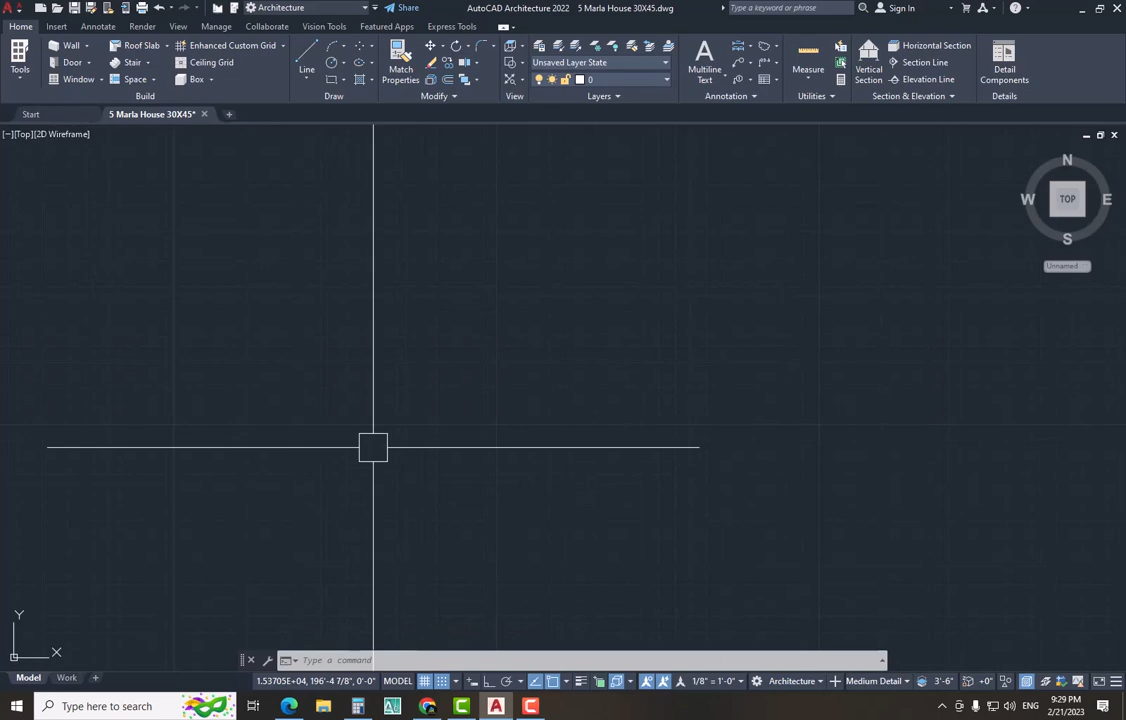 Architecture Share AutoCAD Architecture 2022 5 Marla House 30X45.dwg Type a keyword or phrase Sign In
Home Insert Annotate Render View Manage Collaborate Vision Tools Featured Apps Express Tools
Tools
Wall Roof Slab Enhanced Custom Grid
Door Stair Ceiling Grid
Window Space Box
Build
Line
Draw
Match
Properties
Modify
View
Unsaved Layer State
0
Layers
Multiline
Text
Annotation
Measure
Utilities
Vertical
Section
Horizontal Section
Section Line
Elevation Line
Section & Elevation
Detail
Components
Details
Start 5 Marla House 30X45*
[−][Top][2D Wireframe]
N
W TOP E
S
Unnamed
Y
X
Type a command
Model Work 1.53705E+04, 196'-4 7/8", 0'-0" MODEL 1/8" = 1'-0" Architecture Medium Detail 3'-6" +0"
Type here to search
ENG
9:29 PM
2/21/2023